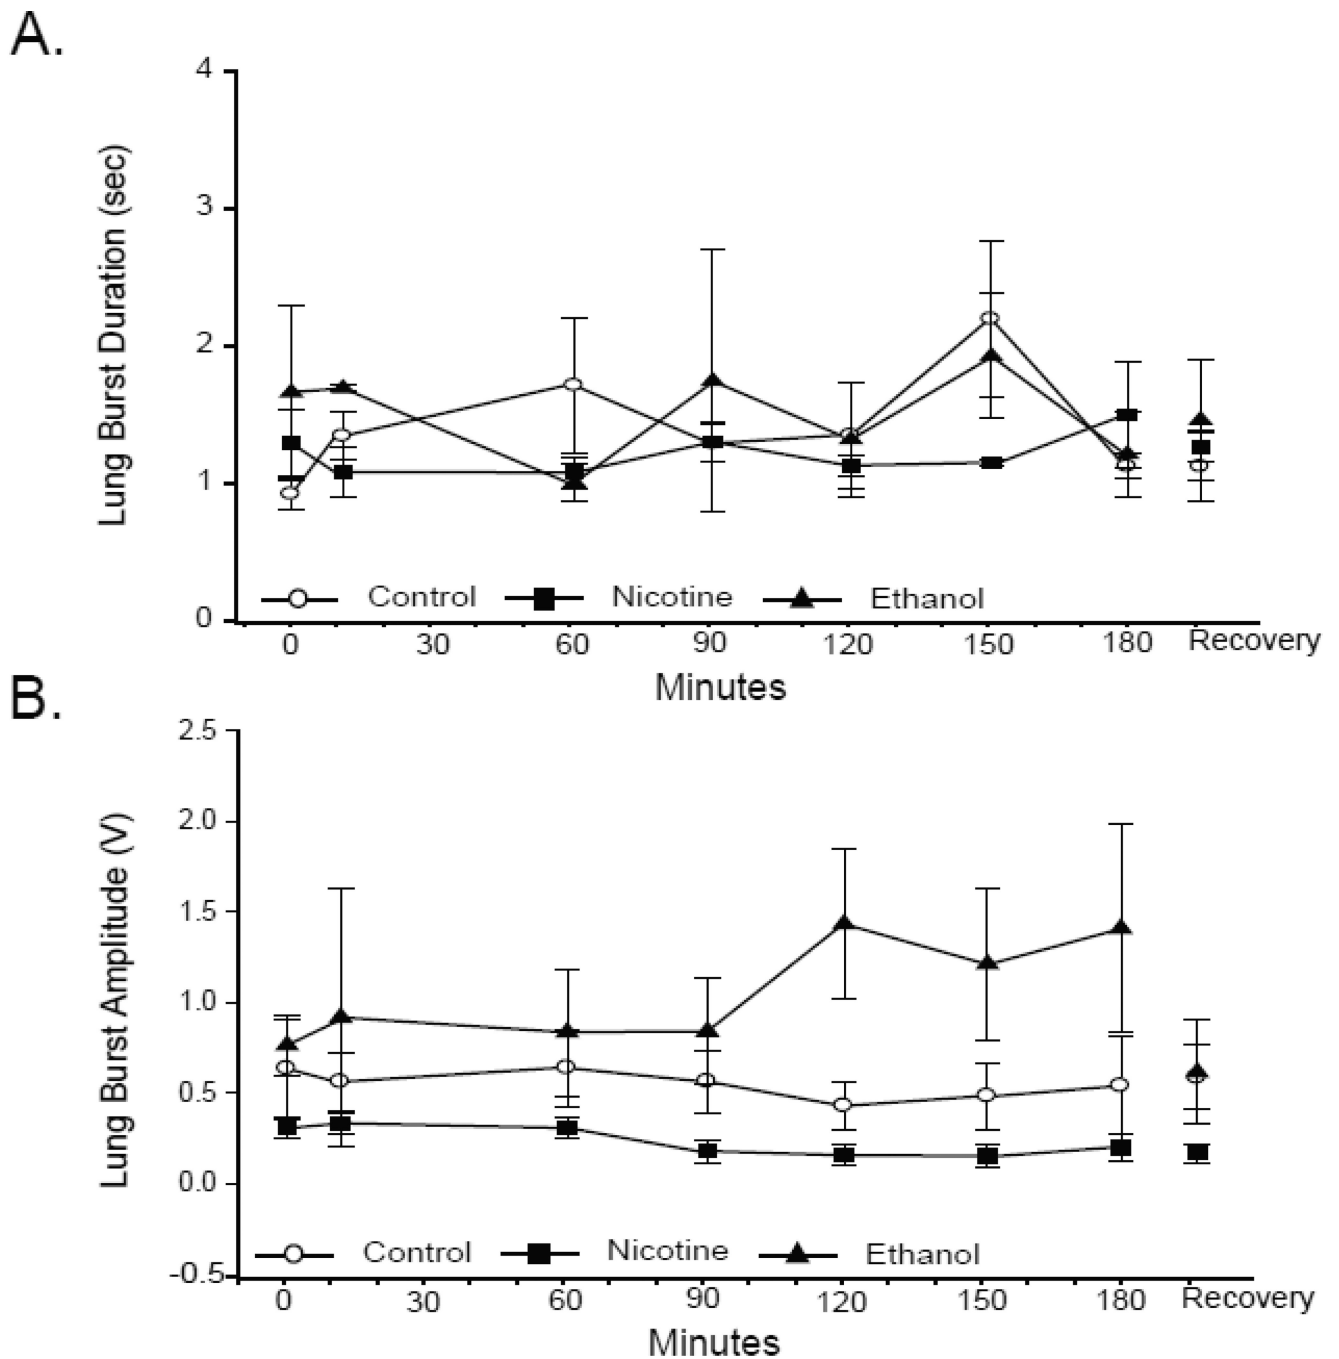 A.
4
3
2
1
0
Lung Burst Duration (sec)
Control Nicotine Ethanol
0 30 60 90 120 150 180 Recovery
Minutes
B.
2.5
2.0
1.5
1.0
0.5
0.0
-0.5
Lung Burst Amplitude (V)
Control Nicotine Ethanol
0 30 60 90 120 150 180 Recovery
Minutes